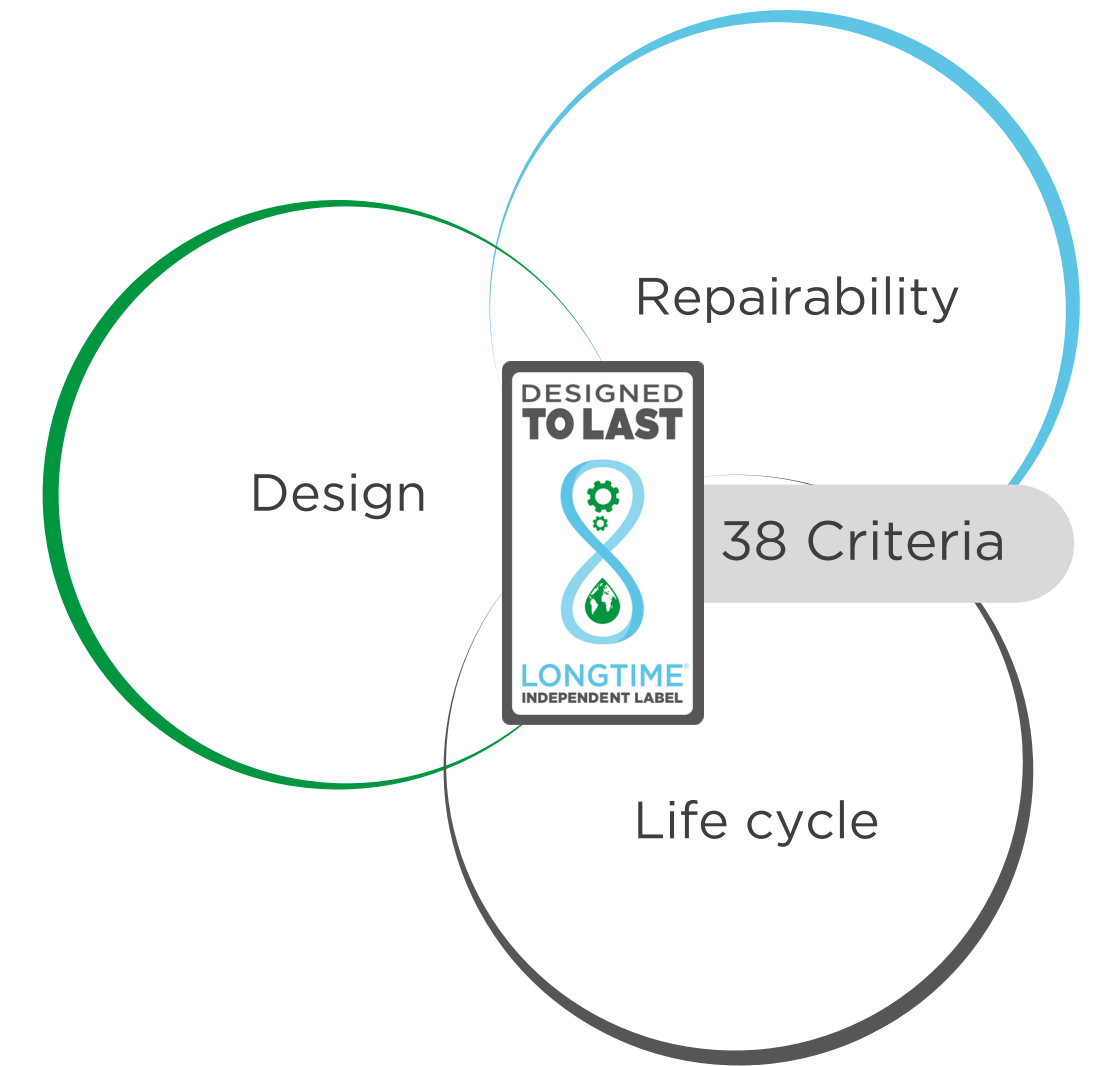 Repairability
Design
DESIGNED
TO LAST
38 Criteria
LONGTIME®
INDEPENDENT LABEL
Life cycle